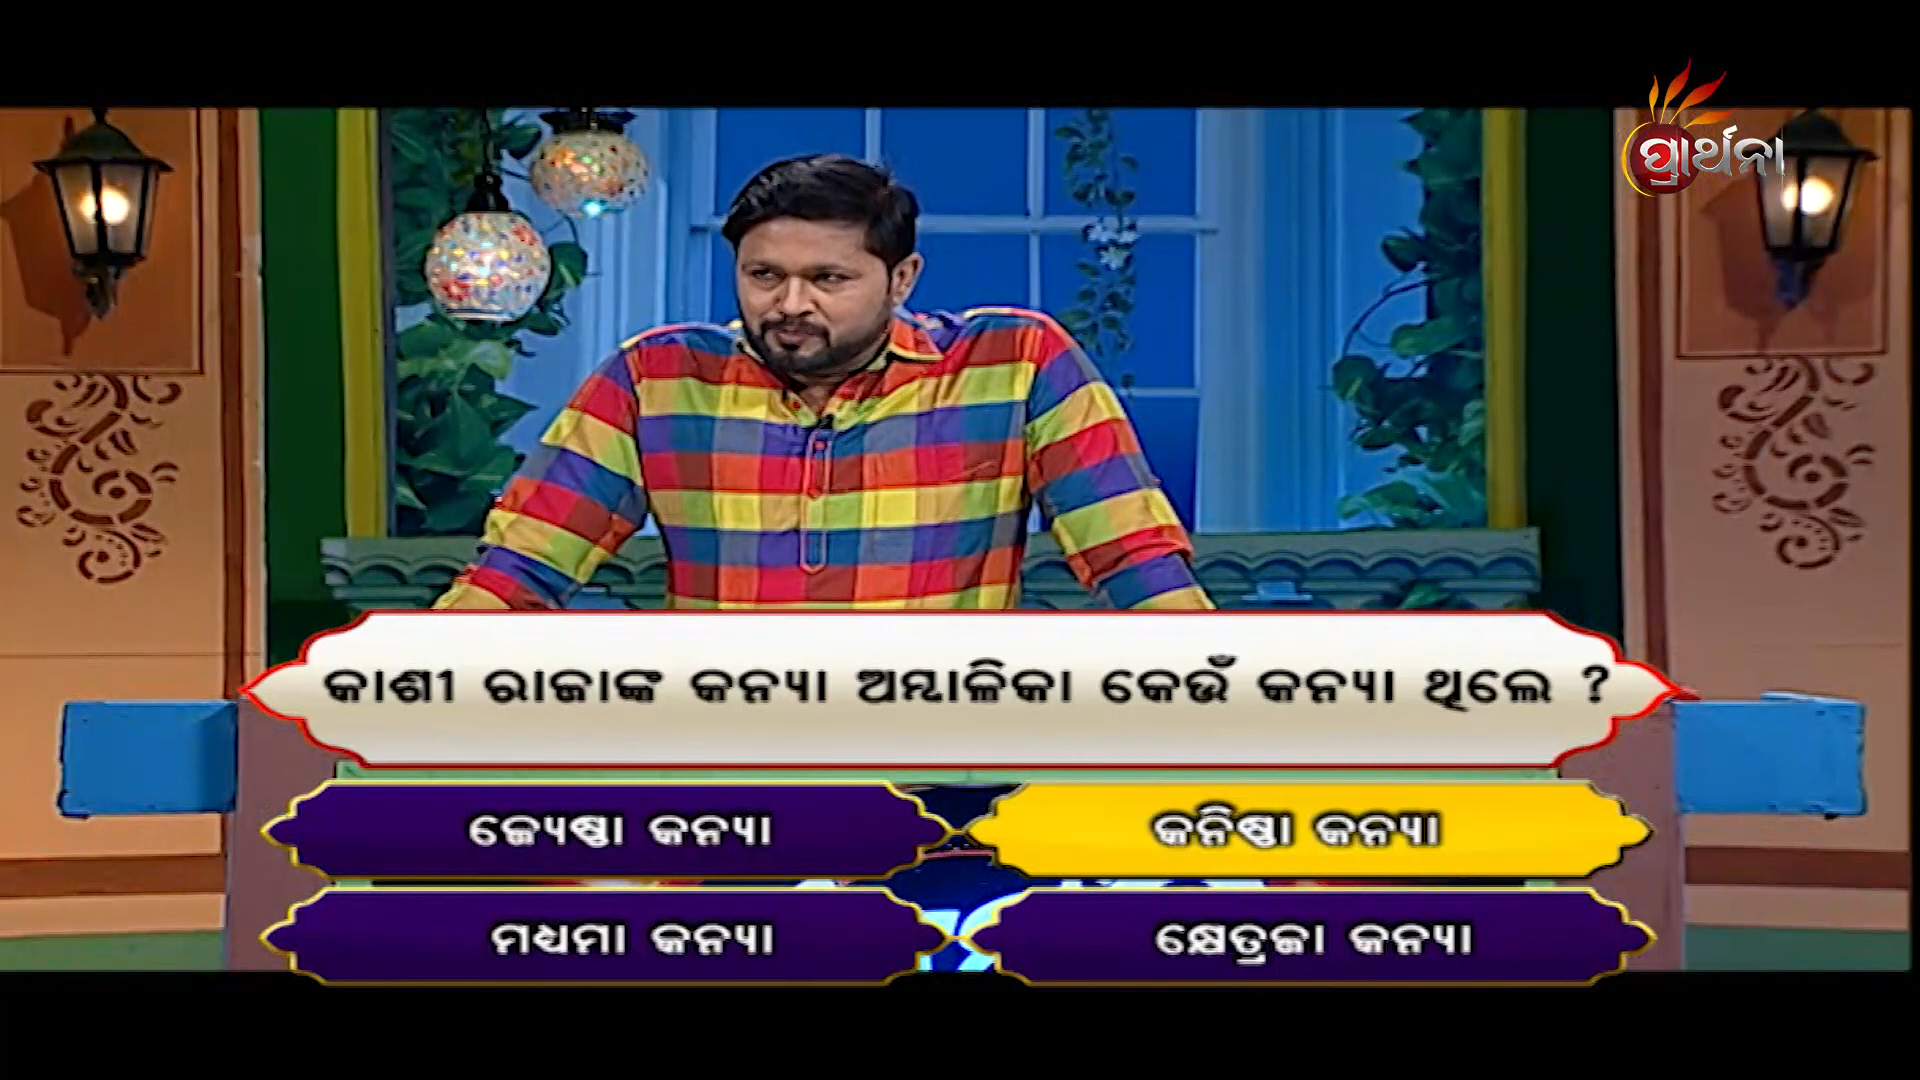 ପ୍ରାର୍ଥନା
କାଶୀ ରାଜାଙ୍କ କନ୍ୟା ଅମ୍ବାଳିକା କେଉଁ କନ୍ୟା ଥିଲେ ?
ଜ୍ୟେଷ୍ଠା କନ୍ୟା
କନିଷ୍ଠା କନ୍ୟା
ମଧ୍ୟମା କନ୍ୟା
କ୍ଷେତ୍ରଜା କନ୍ୟା